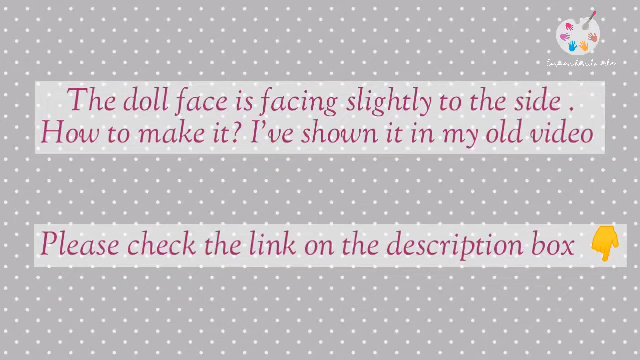 The doll face is facing slightly to the side .
How to make it? I've shown it in my old video
Please check the link on the description box 👇